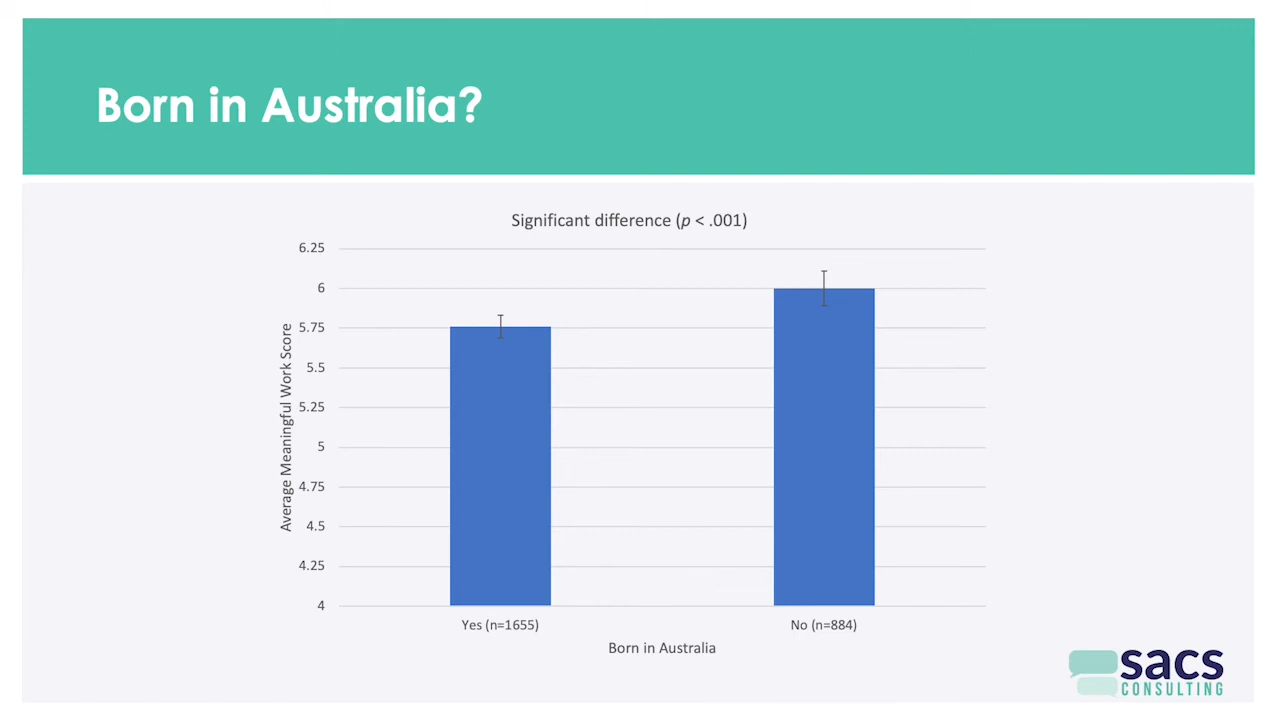 Born in Australia?
Significant difference (p < .001)
Average Meaningful Work Score
6.25
6
5.75
5.5
5.25
5
4.75
4.5
4.25
4
Yes (n=1655)
No (n=884)
Born in Australia
sacs
CONSULTING